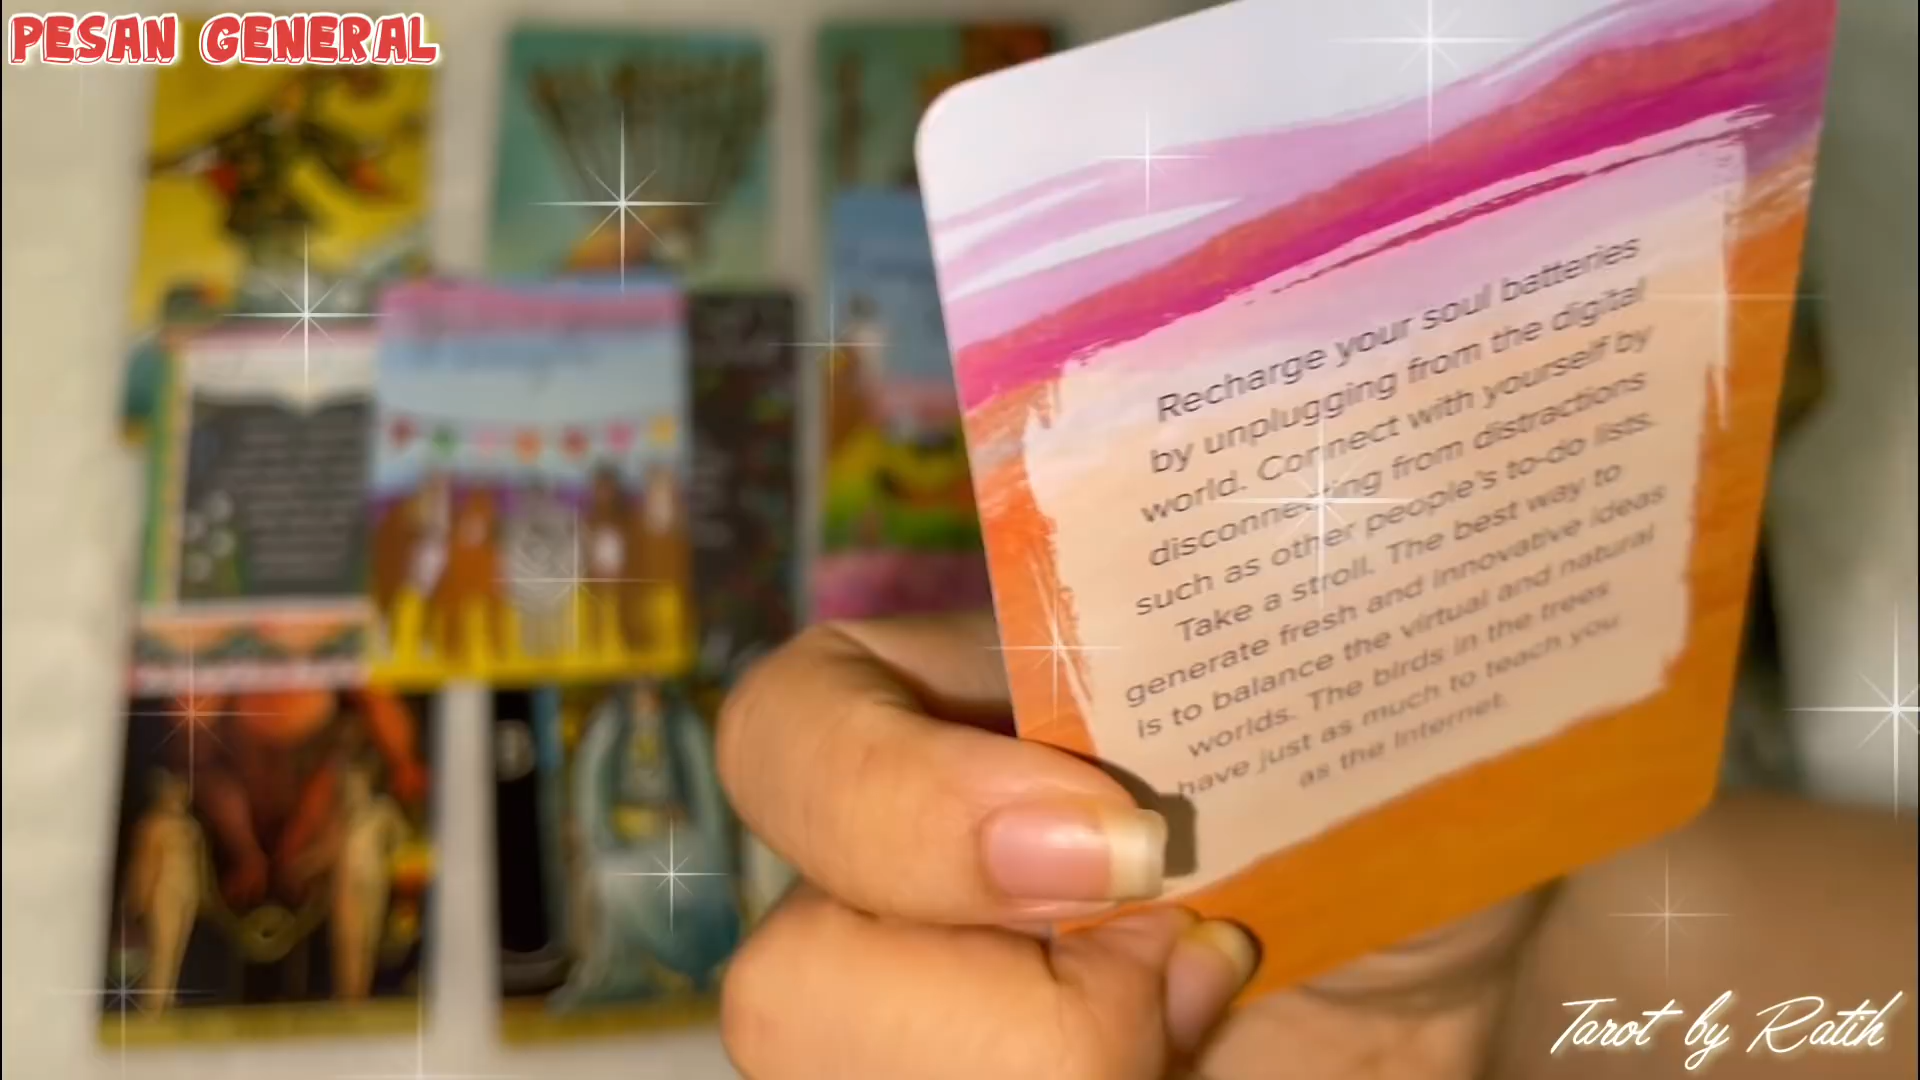 PESAN GENERAL
Recharge your soul batteries
by unplugging from the digital
world. Connect with yourself by
disconnecting from distractions
such as other people's to-do lists.
Take a stroll. The best way to
generate fresh and innovative ideas
is to balance the virtual and natural
worlds. The birds in the trees
have just as much to teach you
as the Internet.
Tarot by Ratih